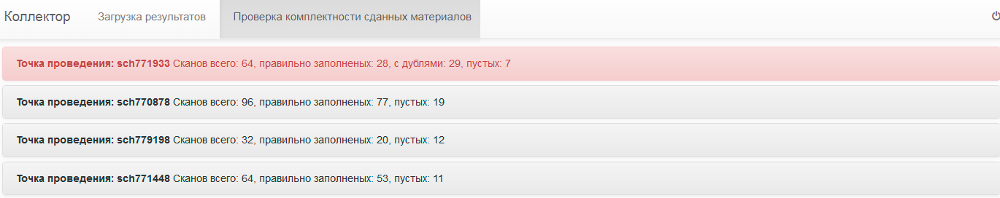 Коллектор Загрузка результатов Проверка комплектности сданных материалов
Точка проведения: sch771933 Сканов всего: 64, правильно заполненых: 28, с дублями: 29, пустых: 7
Точка проведения: sch770878 Сканов всего: 96, правильно заполненых: 77, пустых: 19
Точка проведения: sch779198 Сканов всего: 32, правильно заполненых: 20, пустых: 12
Точка проведения: sch771448 Сканов всего: 64, правильно заполненых: 53, пустых: 11